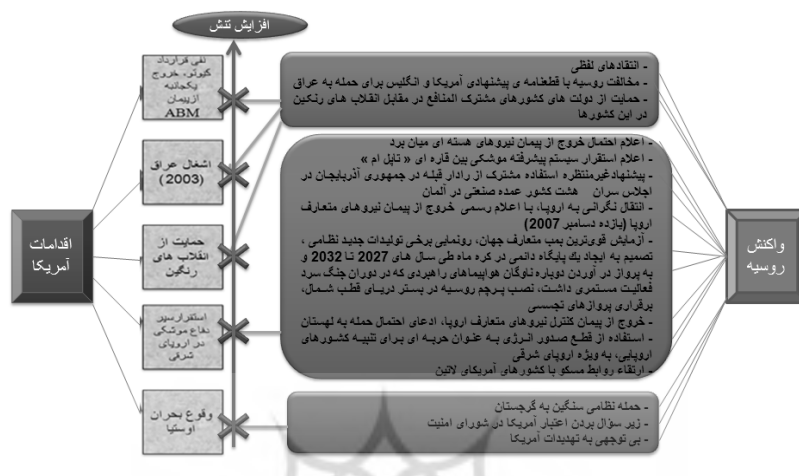 افزایش تنش
نفی قرارداد
کیوتو، خروج
یکجانبه
ازپیمان
ABM
اشغال عراق
(2003)
حمایت از
انقلاب های
رنگین
استقرارسپر
دفاع موشکی
در اروپای
شرقی
وقوع بحران
اوستیا
اقدامات
آمریکا
واکنش
روسیه
- انتقادهای لفظی
- مخالفت روسیه با قطعنامه ی پیشنهادی آمریکا و انگلیس برای حمله به عراق
- حمایت از دولت های کشورهای مشترک المنافع در مقابل انقلاب های رنگین
در این کشورها
- اعلام احتمال خروج از پیمان نیروهای هسته ای میان برد
- اعلام استقرار سیستم پیشرفته موشکی بین قاره ای « تاپل ام »
- پیشنهادغیرمنتظره استفاده مشترک از رادار قبله در جمهوری آذربایجان در
اجلاس سران هشت کشور عمده صنعتی در آلمان
- انتقال نگرانی به اروپا، با اعلام رسمی خروج از پیمان نیروهای متعارف
اروپا (یازده دسامبر 2007)
- آزمایش قوی‌ترین بمب متعارف جهان، رونمایی برخی تولیدات جدید نظامی ،
تصمیم به ایجاد یك پایگاه دائمی در کره ماه طی سال های 2027 تا 2032 و
به پرواز در آوردن دوباره ناوگان هواپیماهای راهبردی که در دوران جنگ سرد
فعالیت مستمری داشت، نصب پرچم روسیه در بستر دریای قطب شمال،
برقراری پروازهای تجسسی
- خروج از پیمان کنترل نیروهای متعارف اروپا، ادعای احتمال حمله به لهستان
- استفاده از قطع صدور انرژی به عنوان حربه ای برای تنبیه کشورهای
اروپایی، به ویژه اروپای شرقی
- ارتقاء روابط مسکو با کشورهای آمریکای لاتین
- حمله نظامی سنگین به گرجستان
- زیر سؤال بردن اعتبار آمریکا در شورای امنیت
- بی توجهی به تهدیدات آمریکا